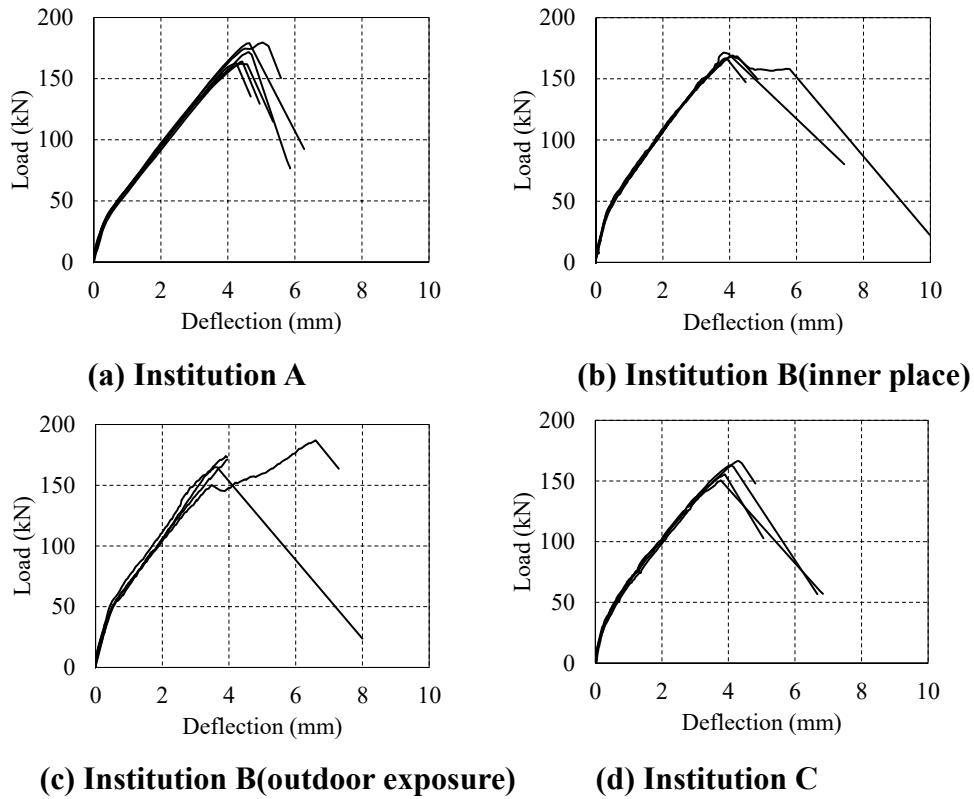 200
150
100
50
0
Load (kN)
0 2 4 6 8 10
Deflection (mm)
(a) Institution A
200
150
100
50
0
Load (kN)
0 2 4 6 8 10
Deflection (mm)
(b) Institution B(inner place)
200
150
100
50
0
Load (kN)
0 2 4 6 8 10
Deflection (mm)
(c) Institution B(outdoor exposure)
200
150
100
50
0
Load (kN)
0 2 4 6 8 10
Deflection (mm)
(d) Institution C